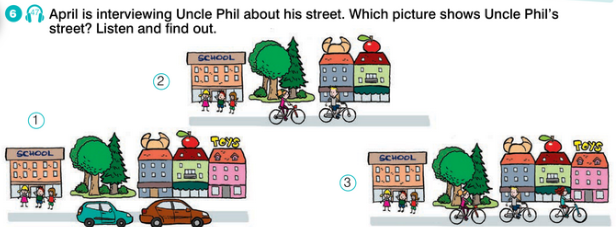 6 47 April is interviewing Uncle Phil about his street. Which picture shows Uncle Phil's
street? Listen and find out.
2
SCHOOL
1
SCHOOL
TOYS
3
SCHOOL
TOYS